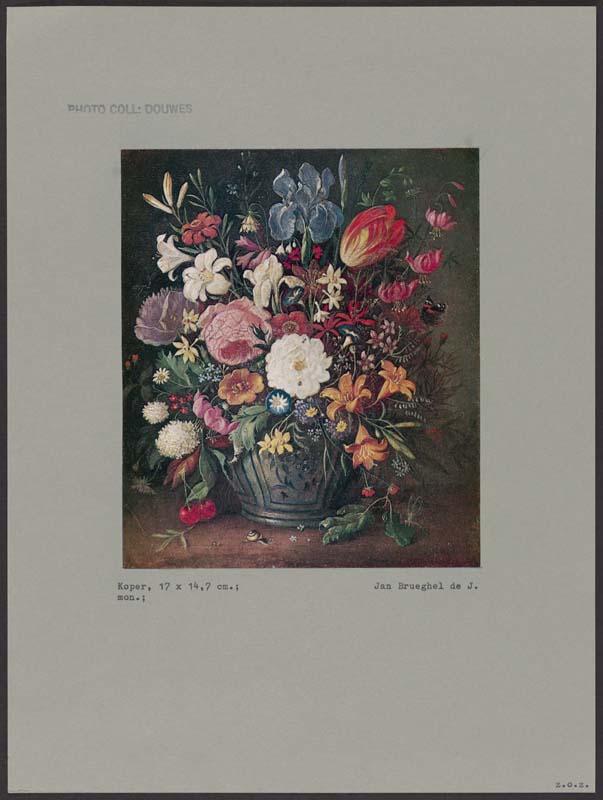 PHOTO COLL: DOUWES
Koper, 17 x 14,7 cm.;
mon.;
Jan Brueghel de J.
z.o.z.